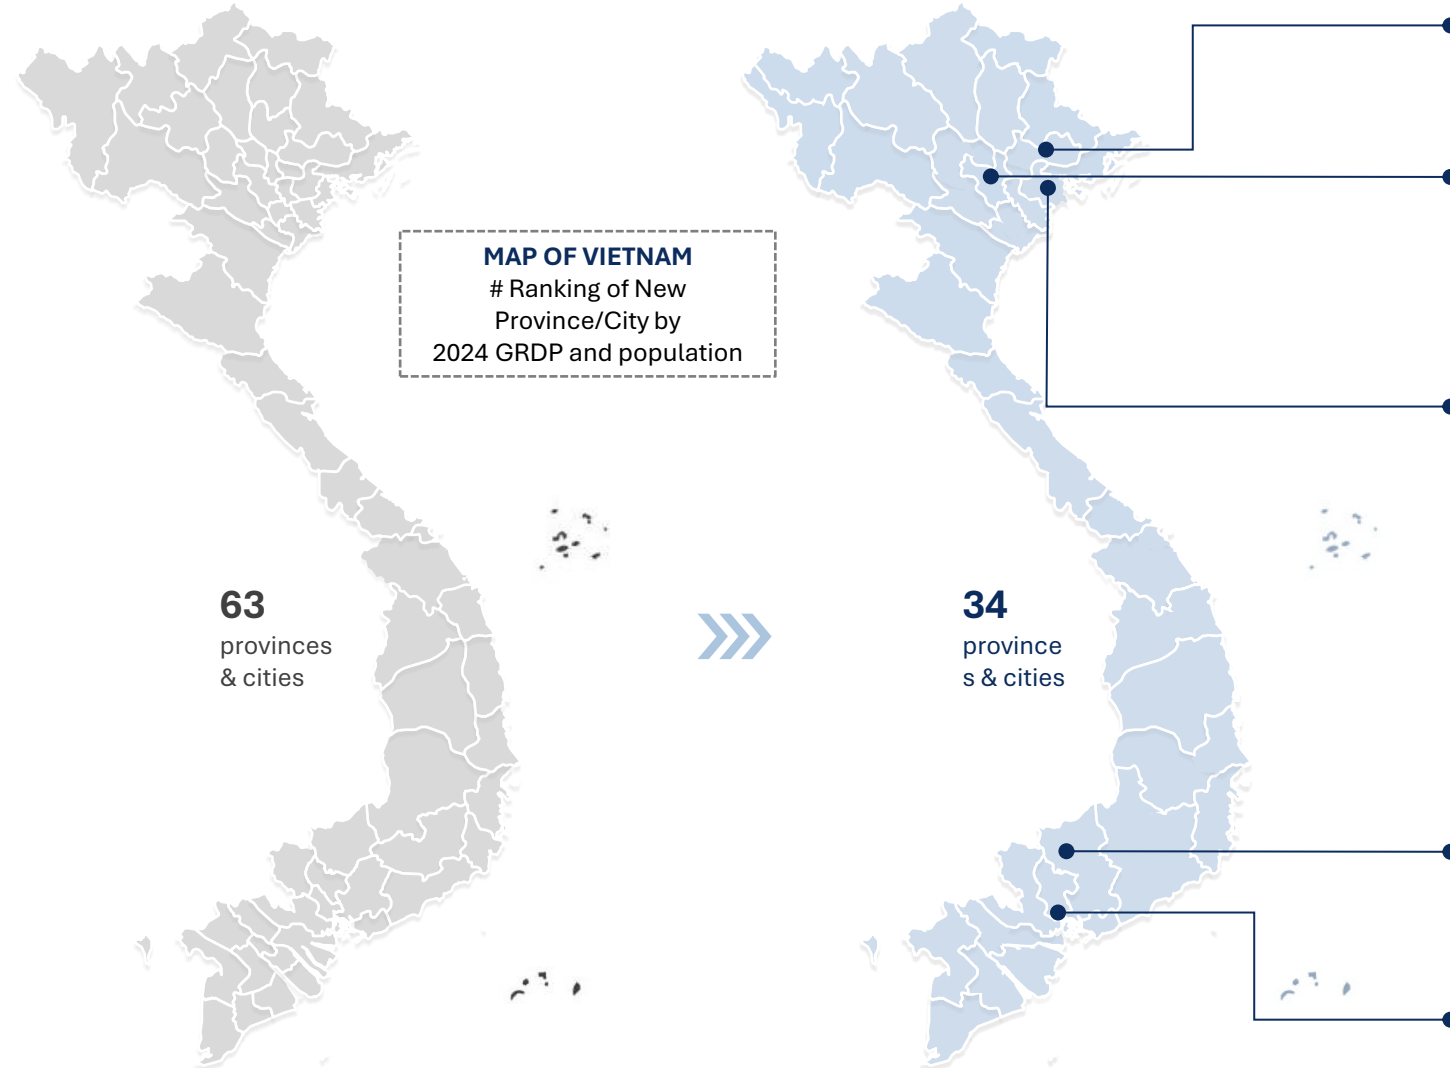 MAP OF VIETNAM
# Ranking of New
Province/City by
2024 GRDP and population
63
provinces
& cities
34
province
s & cities